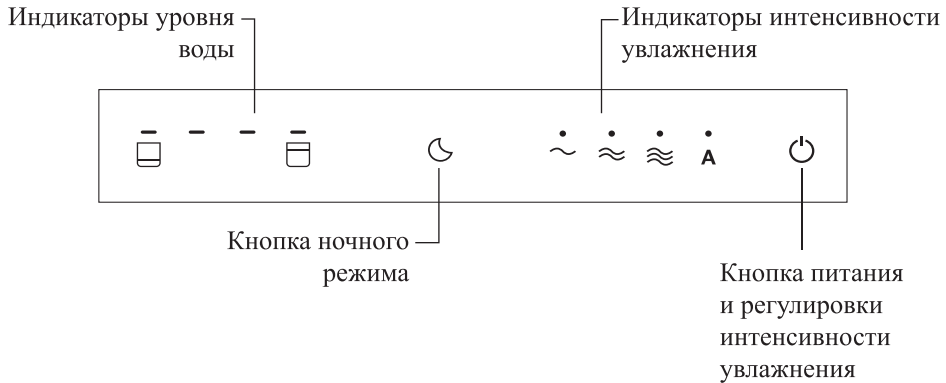 Индикаторы уровня
воды
Индикаторы интенсивности
увлажнения
A
Кнопка ночного
режима
Кнопка питания
и регулировки
интенсивности
увлажнения